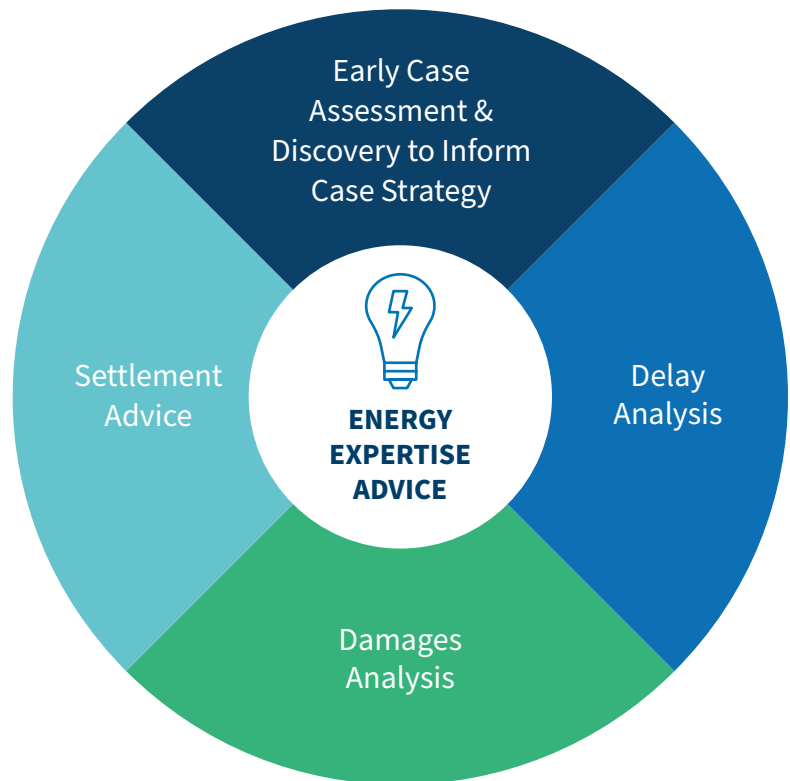 Early Case
Assessment &
Discovery to Inform
Case Strategy
Settlement
Advice
ENERGY
EXPERTISE
ADVICE
Delay
Analysis
Damages
Analysis